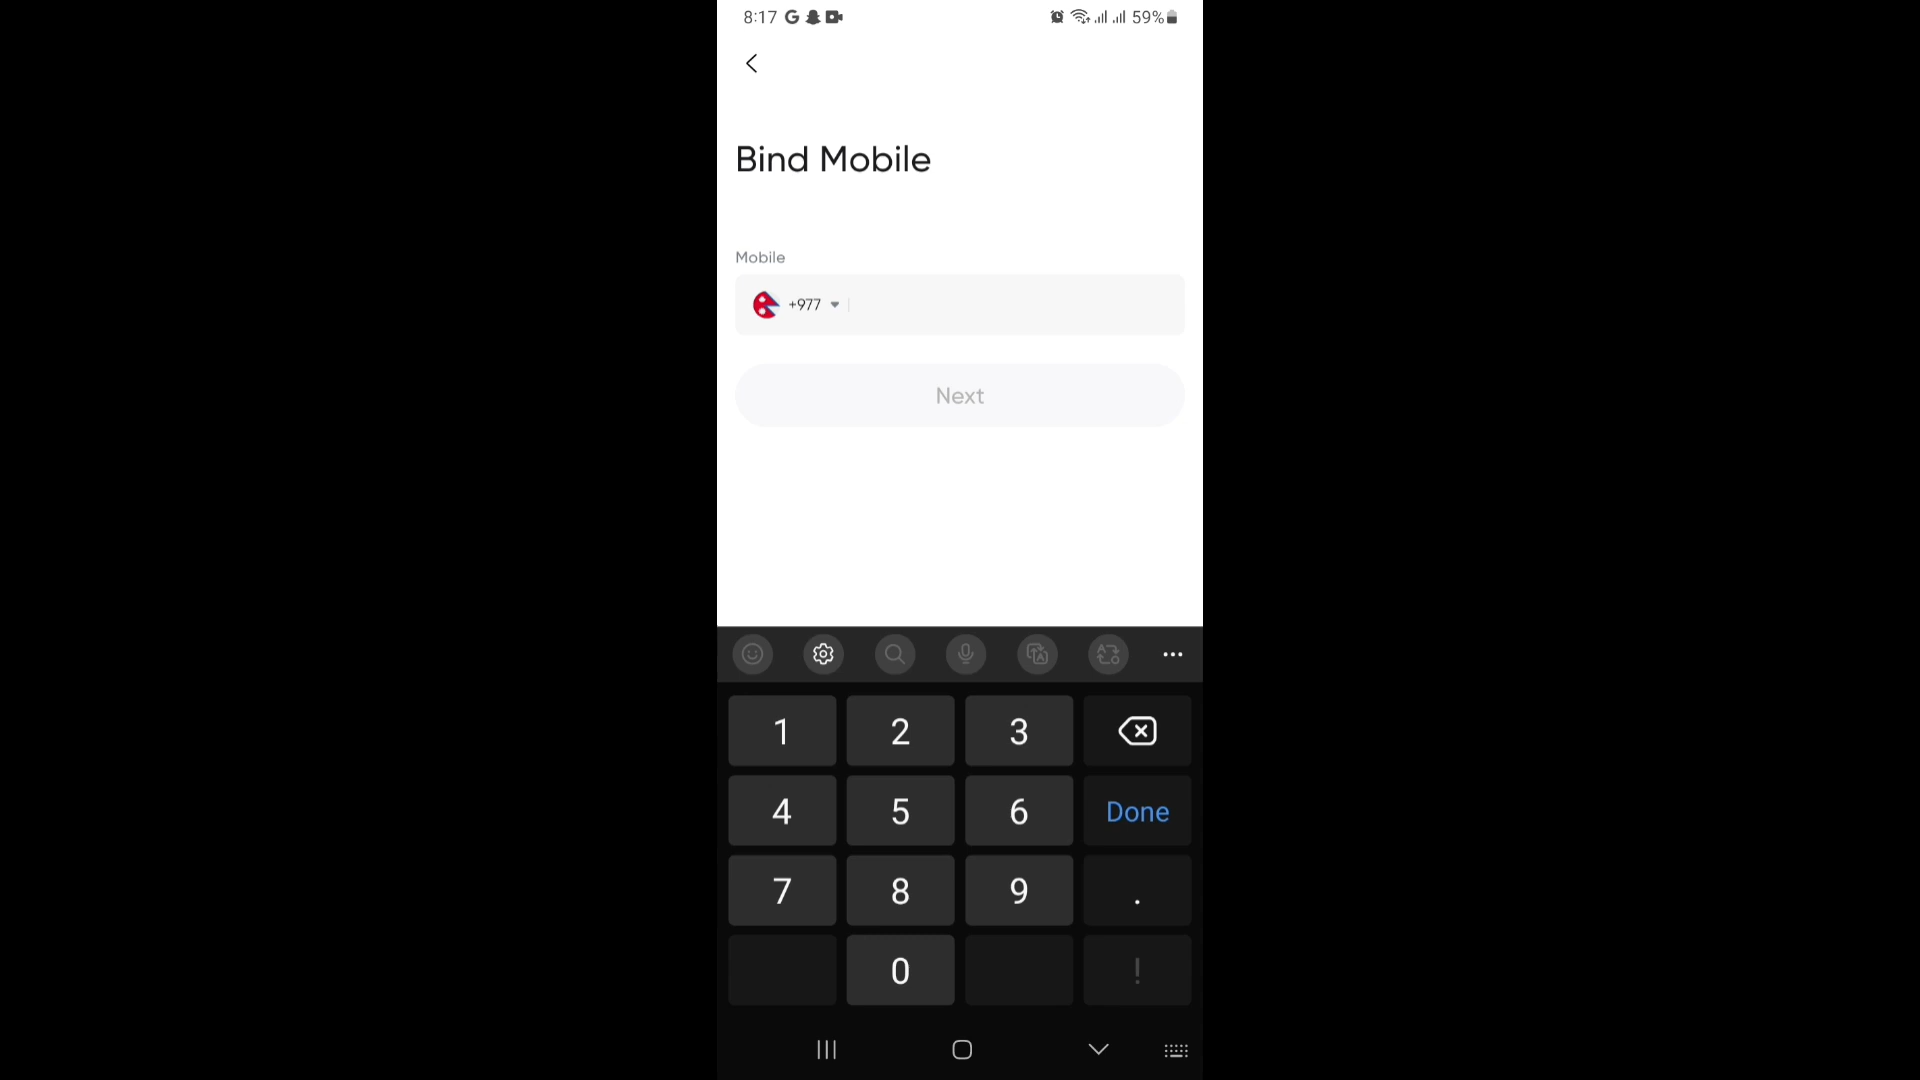 8:17 G 59%
Bind Mobile
Mobile
+977
Next
1 2 3
4 5 6 Done
7 8 9 .
0 !